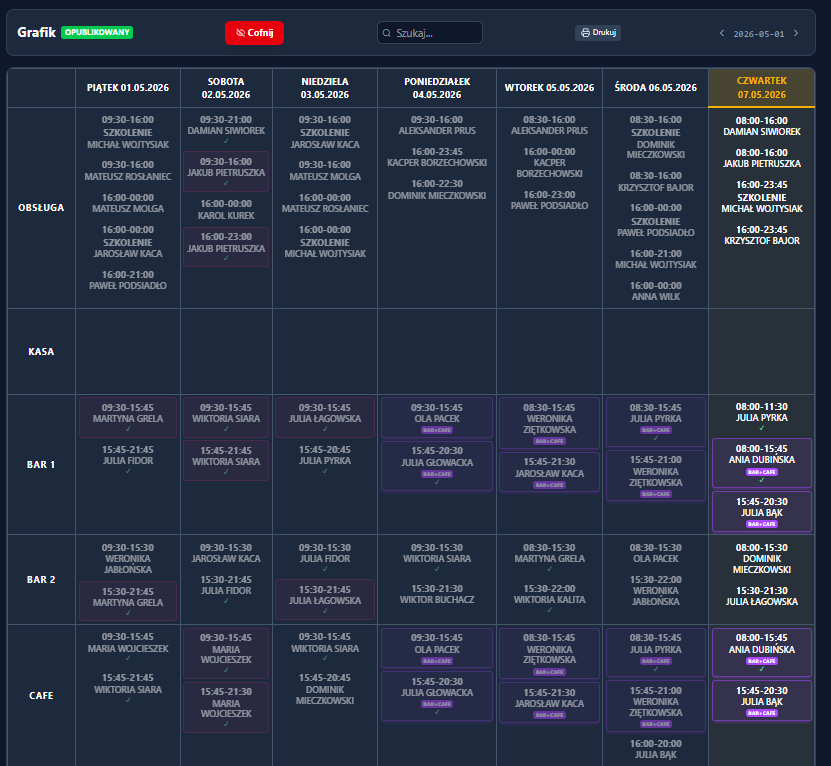 Grafik OPUBLIKOWANY
Cofnij
Szukaj...
Drukuj
2026-05-01
PIĄTEK 01.05.2026
SOBOTA
02.05.2026
NIEDZIELA
03.05.2026
PONIEDZIAŁEK
04.05.2026
WTOREK 05.05.2026
ŚRODA 06.05.2026
CZWARTEK
07.05.2026
OBSŁUGA
09:30-16:00
SZKOLENIE
MICHAŁ WOJTYSIAK
09:30-16:00
MATEUSZ ROSŁANIEC
16:00-00:00
MATEUSZ MOLGA
16:00-00:00
SZKOLENIE
JAROSŁAW KACA
16:00-21:00
PAWEŁ PODSIADŁO
09:30-21:00
DAMIAN SIWIOREK
✓
09:30-16:00
JAKUB PIETRUSZKA
✓
16:00-00:00
KAROL KUREK
16:00-23:00
JAKUB PIETRUSZKA
✓
09:30-16:00
SZKOLENIE
JAROSŁAW KACA
09:30-16:00
MATEUSZ MOLGA
16:00-00:00
MATEUSZ ROSŁANIEC
16:00-00:00
SZKOLENIE
MICHAŁ WOJTYSIAK
09:30-16:00
ALEKSANDER PRUS
16:00-23:45
KACPER BORZECHOWSKI
16:00-22:30
DOMINIK MIECZKOWSKI
08:30-16:00
ALEKSANDER PRUS
16:00-00:00
KACPER
BORZECHOWSKI
16:00-23:00
PAWEŁ PODSIADŁO
08:30-16:00
SZKOLENIE
DOMINIK
MIECZKOWSKI
08:30-16:00
KRZYSZTOF BAJOR
16:00-00:00
SZKOLENIE
PAWEŁ PODSIADŁO
16:00-21:00
MICHAŁ WOJTYSIAK
16:00-00:00
ANNA WILK
08:00-16:00
DAMIAN SIWIOREK
08:00-16:00
JAKUB PIETRUSZKA
16:00-23:45
SZKOLENIE
MICHAŁ WOJTYSIAK
16:00-23:45
KRZYSZTOF BAJOR
KASA
BAR 1
09:30-15:45
MARTYNA GRELA
✓
15:45-21:45
JULIA FIDOR
✓
09:30-15:45
WIKTORIA SIARA
✓
15:45-21:45
WIKTORIA SIARA
✓
09:30-15:45
JULIA ŁAGOWSKA
✓
15:45-20:45
JULIA PYRKA
✓
09:30-15:45
OLA PACEK
BAR+CAFE
15:45-20:30
JULIA GŁOWACKA
BAR+CAFE
✓
08:30-15:45
WERONIKA
ZIĘTKOWSKA
BAR+CAFE
15:45-21:30
JAROSŁAW KACA
BAR+CAFE
08:30-15:45
JULIA PYRKA
BAR+CAFE
✓
15:45-21:00
WERONIKA
ZIĘTKOWSKA
BAR+CAFE
08:00-11:30
JULIA PYRKA
✓
08:00-15:45
ANIA DUBIŃSKA
BAR+CAFE
✓
15:45-20:30
JULIA BĄK
BAR+CAFE
BAR 2
09:30-15:30
WERONIKA
JABŁOŃSKA
15:30-21:45
MARTYNA GRELA
✓
09:30-15:30
JAROSŁAW KACA
15:30-21:45
JULIA FIDOR
✓
09:30-15:30
JULIA FIDOR
✓
15:30-21:45
JULIA ŁAGOWSKA
✓
09:30-15:30
WIKTORIA SIARA
✓
15:30-21:30
WIKTOR BUCHACZ
08:30-15:30
MARTYNA GRELA
✓
15:30-22:00
WIKTORIA KALITA
✓
08:30-15:30
OLA PACEK
15:30-22:00
WERONIKA
JABŁOŃSKA
08:00-15:30
DOMINIK
MIECZKOWSKI
15:30-21:30
JULIA ŁAGOWSKA
CAFE
09:30-15:45
MARIA WOJCIESZEK
✓
15:45-21:45
WIKTORIA SIARA
✓
09:30-15:45
MARIA
WOJCIESZEK
✓
15:45-21:30
MARIA
WOJCIESZEK
✓
09:30-15:45
WIKTORIA SIARA
✓
15:45-20:45
DOMINIK
MIECZKOWSKI
09:30-15:45
OLA PACEK
BAR+CAFE
15:45-20:30
JULIA GŁOWACKA
BAR+CAFE
✓
08:30-15:45
WERONIKA
ZIĘTKOWSKA
BAR+CAFE
15:45-21:30
JAROSŁAW KACA
BAR+CAFE
08:30-15:45
JULIA PYRKA
BAR+CAFE
✓
15:45-21:00
WERONIKA
ZIĘTKOWSKA
BAR+CAFE
16:00-20:00
JULIA BĄK
08:00-15:45
ANIA DUBIŃSKA
BAR+CAFE
✓
15:45-20:30
JULIA BĄK
BAR+CAFE